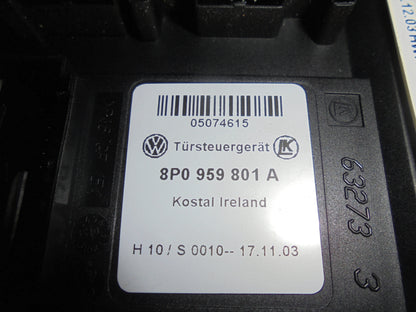 05074615
Türsteuergerät
8P0 959 801 A
Kostal Ireland
H 10 / S 0010-- 17.11.03
63273 3